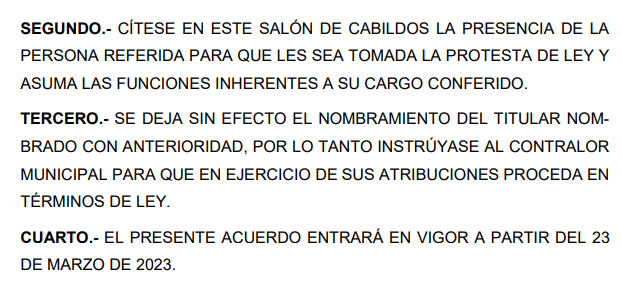 SEGUNDO.- CÍTESE EN ESTE SALÓN DE CABILDOS LA PRESENCIA DE LA
PERSONA REFERIDA PARA QUE LES SEA TOMADA LA PROTESTA DE LEY Y
ASUMA LAS FUNCIONES INHERENTES A SU CARGO CONFERIDO.
TERCERO.- SE DEJA SIN EFECTO EL NOMBRAMIENTO DEL TITULAR NOM-
BRADO CON ANTERIORIDAD, POR LO TANTO INSTRÚYASE AL CONTRALOR
MUNICIPAL PARA QUE EN EJERCICIO DE SUS ATRIBUCIONES PROCEDA EN
TÉRMINOS DE LEY.
CUARTO.- EL PRESENTE ACUERDO ENTRARÁ EN VIGOR A PARTIR DEL 23
DE MARZO DE 2023.